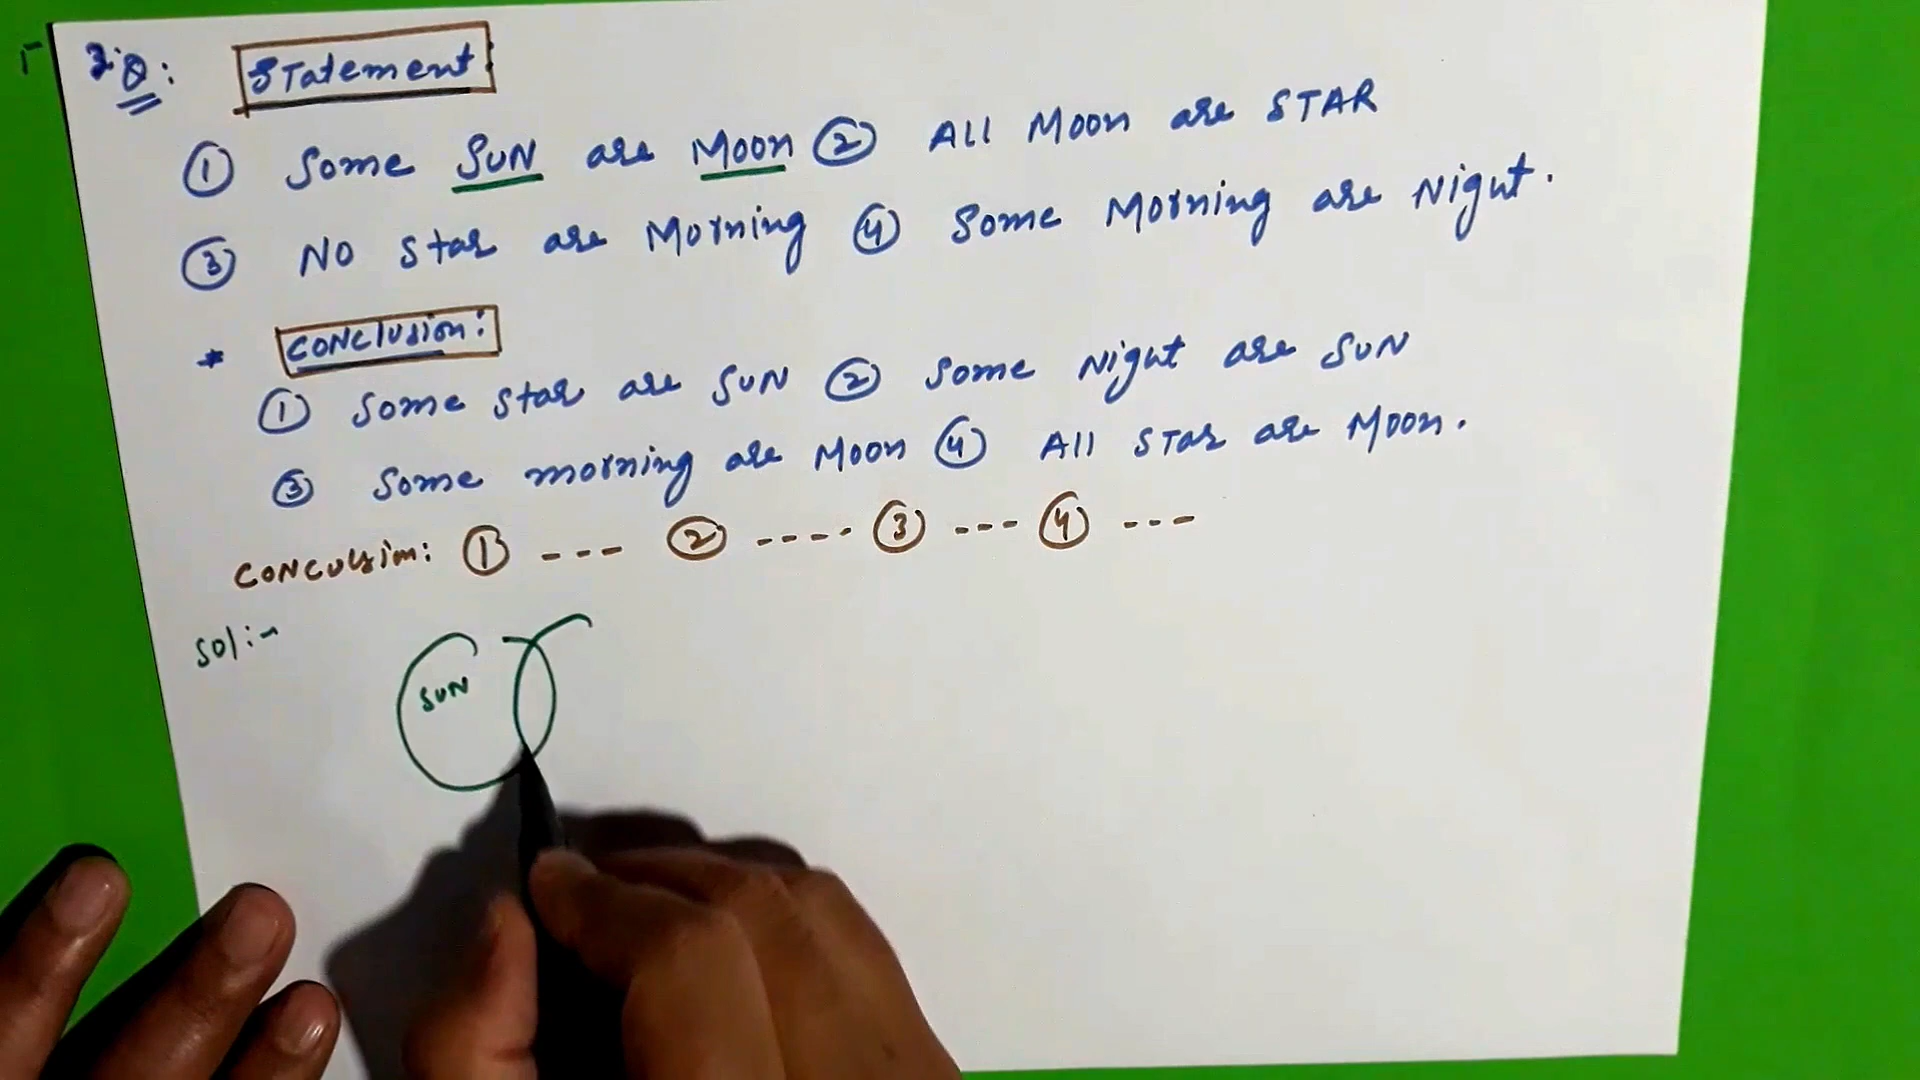 2. Q: Statement:
① Some SUN are Moon ② All Moon are STAR
③ NO Star are Morning ④ Some Morning are Night.
* Conclusion:
① Some star are SUN ② Some Night are SUN
③ Some morning are Moon ④ All Star are Moon.
① --- ② ---- ③ --- ④ ---
Sol:-
SUN